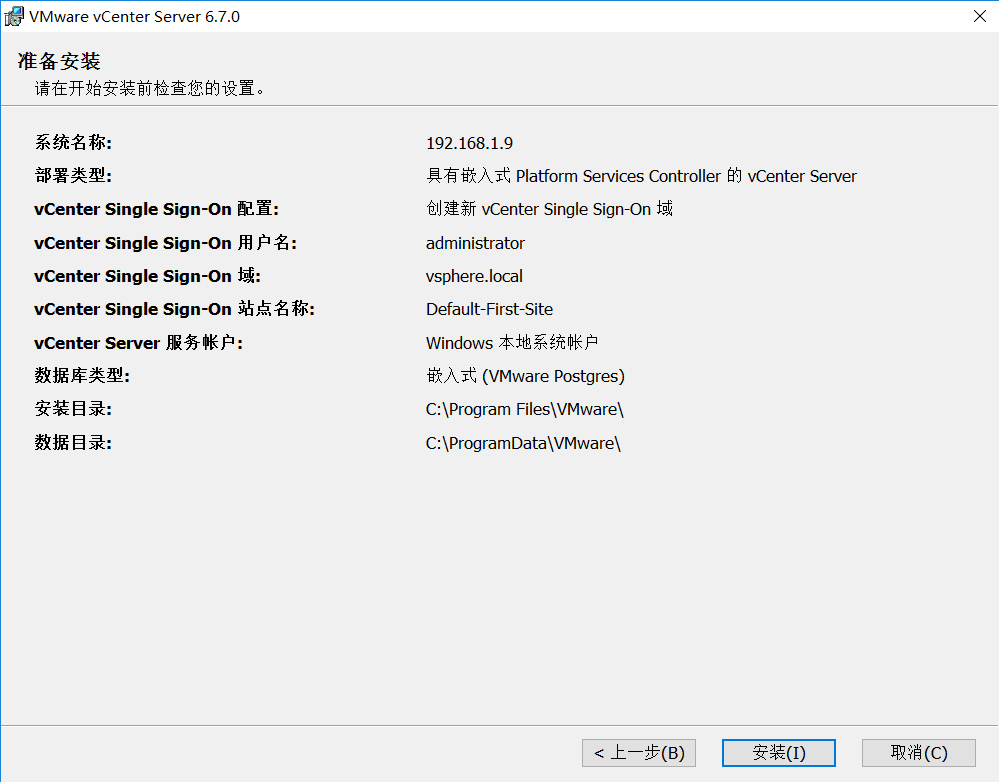 VMware vCenter Server 6.7.0
准备安装
请在开始安装前检查您的设置。
系统名称: 192.168.1.9
部署类型: 具有嵌入式 Platform Services Controller 的 vCenter Server
vCenter Single Sign-On 配置: 创建新 vCenter Single Sign-On 域
vCenter Single Sign-On 用户名: administrator
vCenter Single Sign-On 域: vsphere.local
vCenter Single Sign-On 站点名称: Default-First-Site
vCenter Server 服务帐户: Windows 本地系统帐户
数据库类型: 嵌入式 (VMware Postgres)
安装目录: C:\Program Files\VMware\
数据目录: C:\ProgramData\VMware\
< 上一步(B) 安装(I) 取消(C)